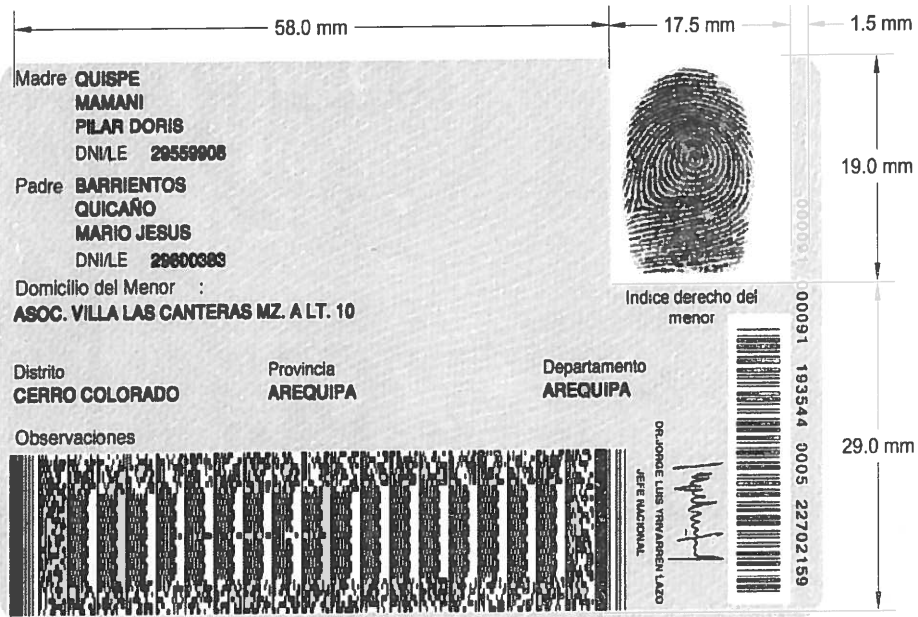 58.0 mm
17.5 mm
1.5 mm
Madre QUISPE
MAMANI
PILAR DORIS
DNI/LE 29559908
Padre BARRIENTOS
QUICAÑO
MARIO JESUS
DNI/LE 29600383
Domicilio del Menor :
ASOC. VILLA LAS CANTERAS MZ. A LT. 10
19.0 mm
Indice derecho del
menor
Distrito
CERRO COLORADO
Provincia
AREQUIPA
Departamento
AREQUIPA
Observaciones
DR. JORGE LUIS YRIVARREN LAZO
JEFE NACIONAL
00091 193544 0005 22702159
29.0 mm